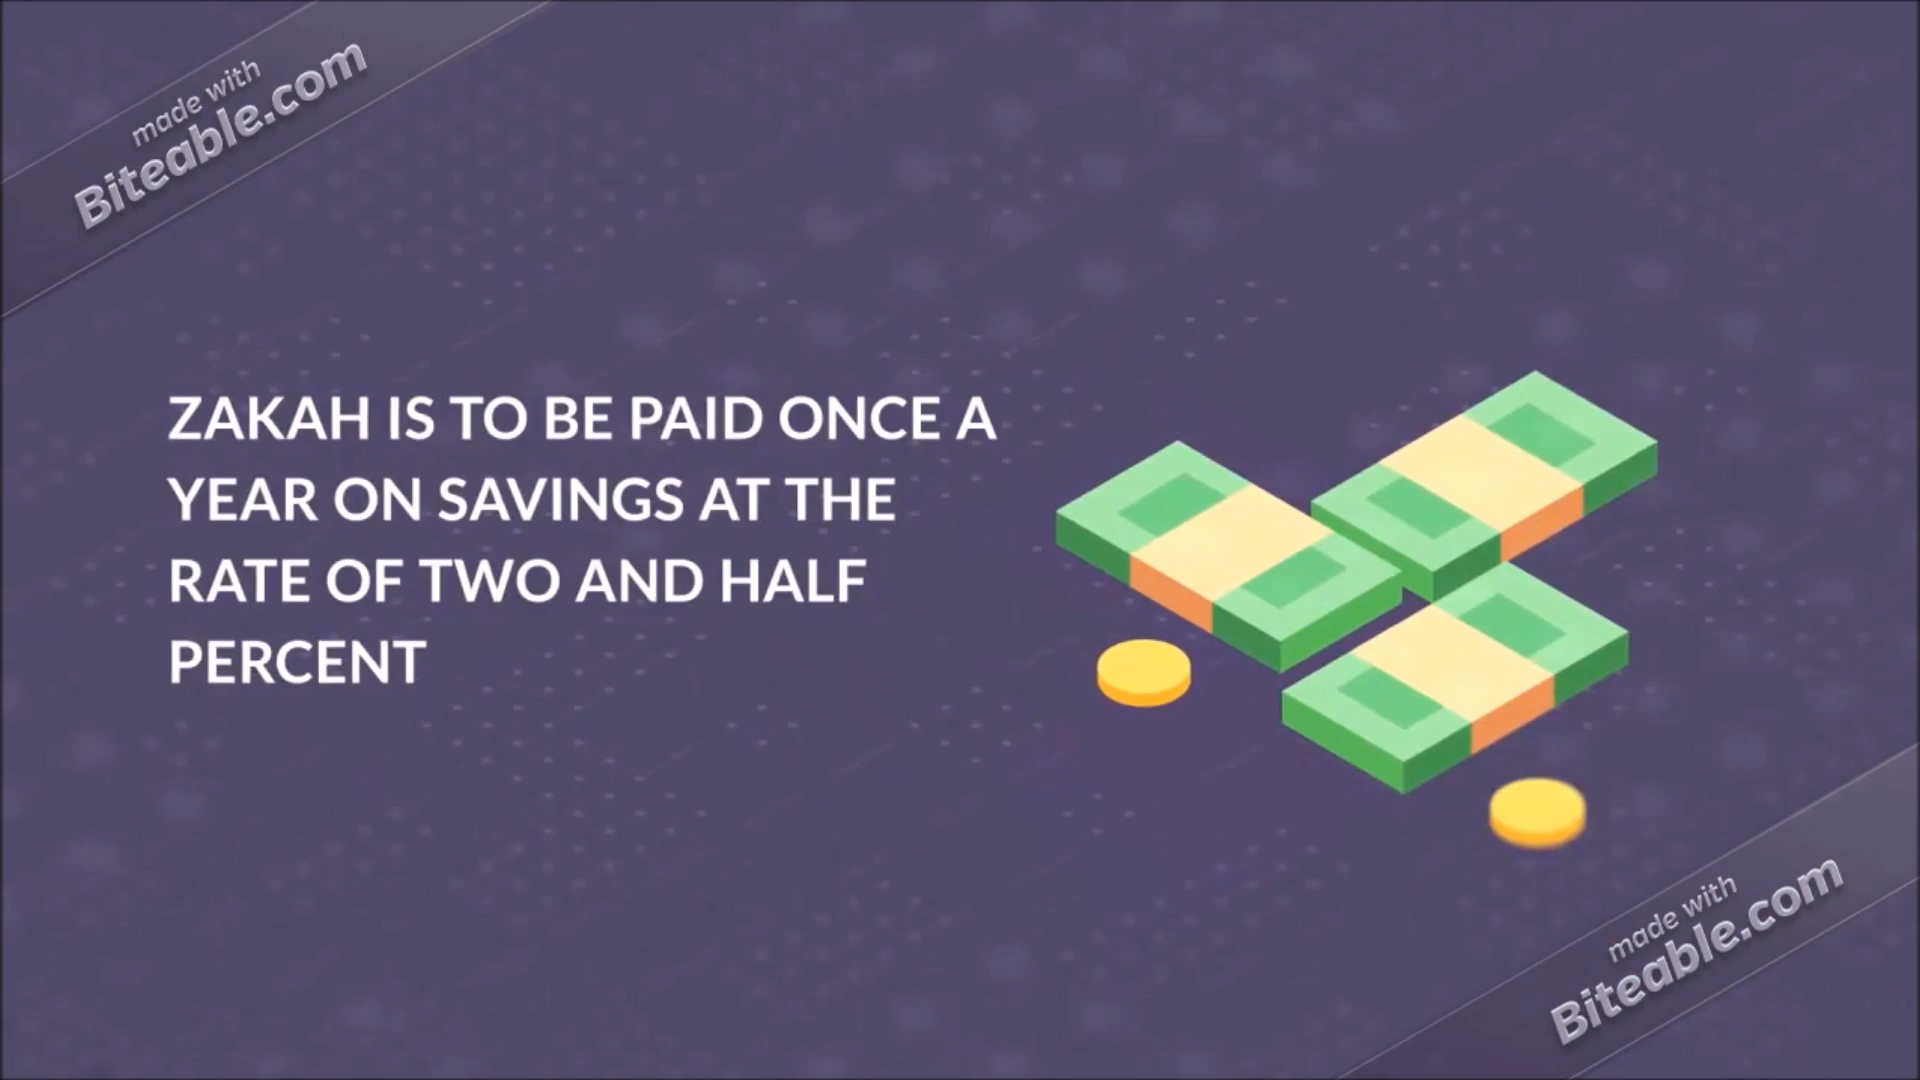 made with
Biteable.com
ZAKAH IS TO BE PAID ONCE A
YEAR ON SAVINGS AT THE
RATE OF TWO AND HALF
PERCENT
made with
Biteable.com